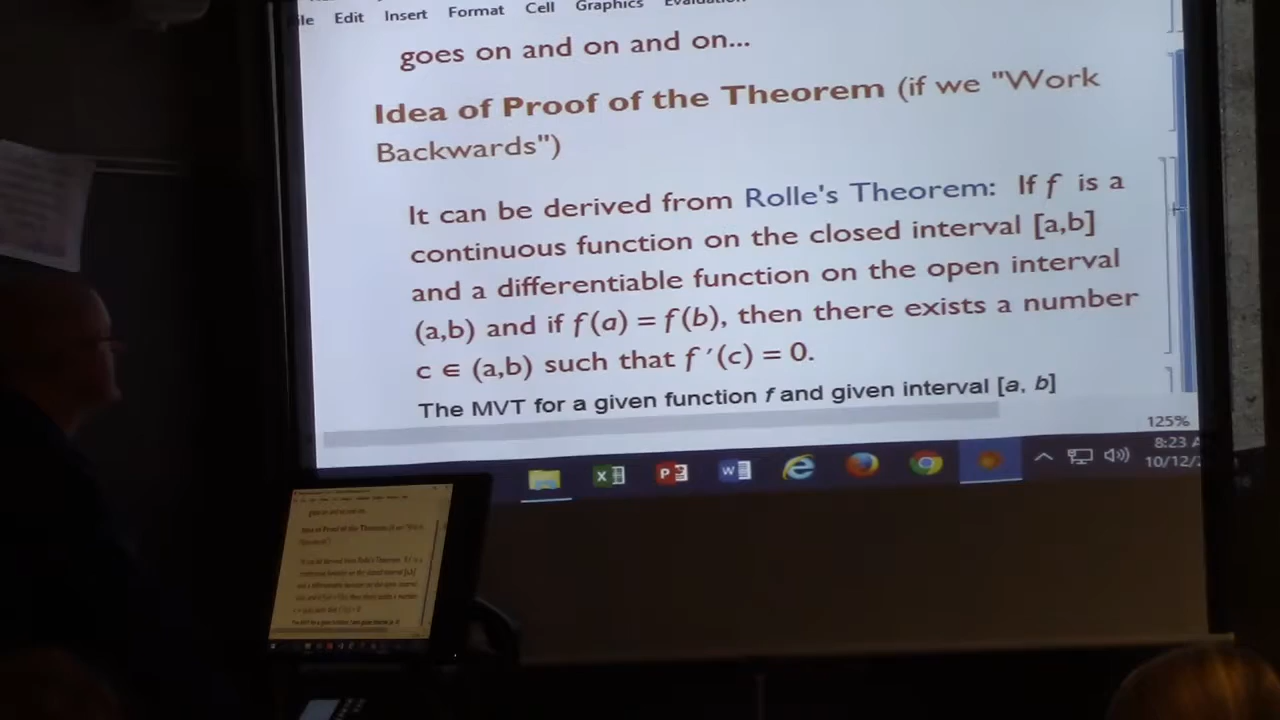 ile Edit Insert Format Cell Graphics Evaluation
goes on and on and on...
Idea of Proof of the Theorem (if we "Work
Backwards")
It can be derived from Rolle's Theorem: If f is a
continuous function on the closed interval [a,b]
and a differentiable function on the open interval
(a,b) and if f(a) = f(b), then there exists a number
c ∈ (a,b) such that f ′(c) = 0.
The MVT for a given function f and given interval [a, b]
125%
8:23 A
10/12/